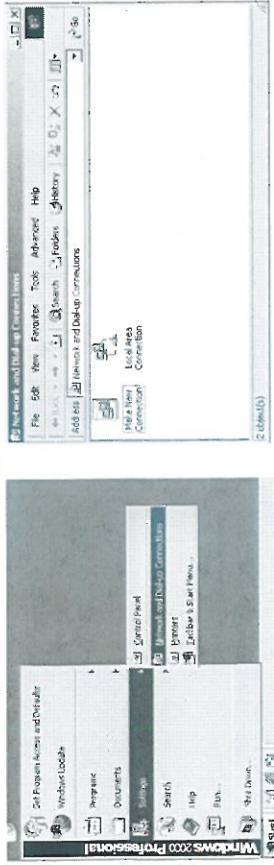 Set Program Access and Defaults
Windows Update
Programs
Documents
Settings
Search
Help
Run...
Shut Down...
Windows 2000 Professional
Control Panel
Network and Dial-up Connections
Printers
Taskbar & Start Menu...
Network and Dial-up Connections
File Edit View Favorites Tools Advanced Help
Back Search Folders History
Address Network and Dial-up Connections Go
Make New
Connection
Local Area
Connection
2 object(s)